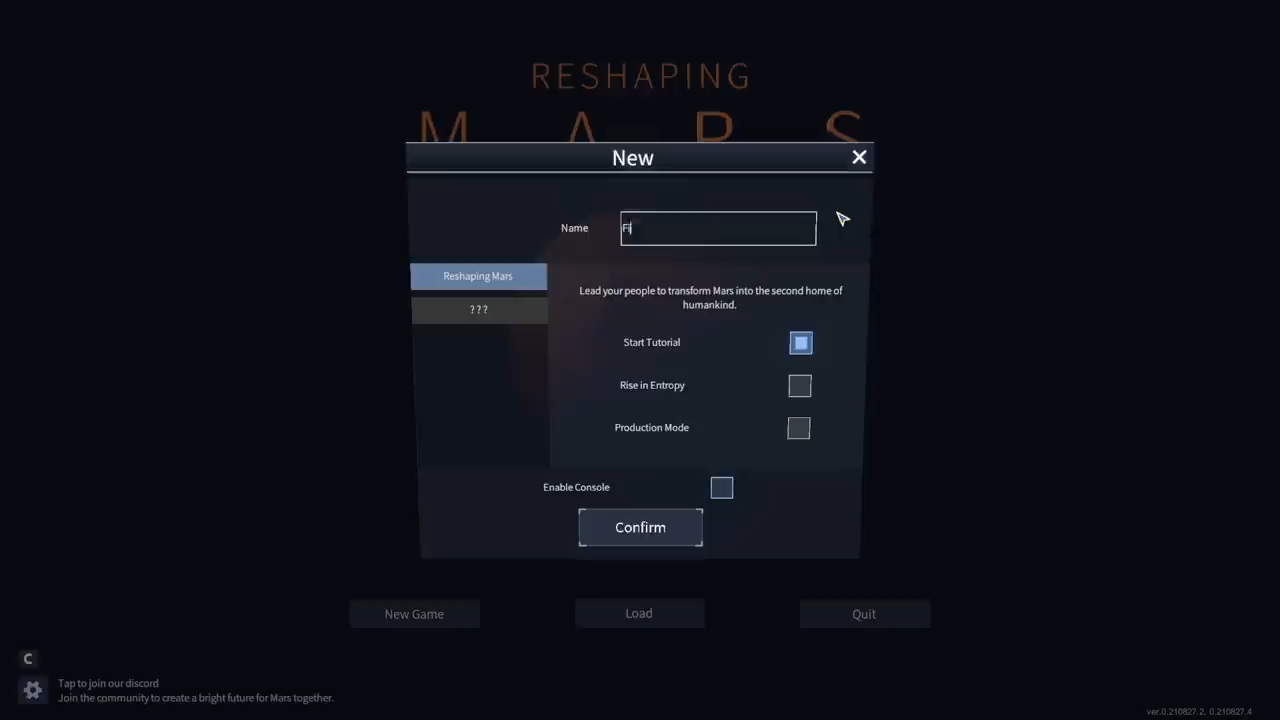 RESHAPING
MARS
New
Name
Fi
Reshaping Mars
???
Lead your people to transform Mars into the second home of
humankind.
Start Tutorial
Rise in Entropy
Production Mode
Enable Console
Confirm
New Game
Load
Quit
C
Tap to join our discord
Join the community to create a bright future for Mars together.
ver.0.210827.2, 0.210827.4